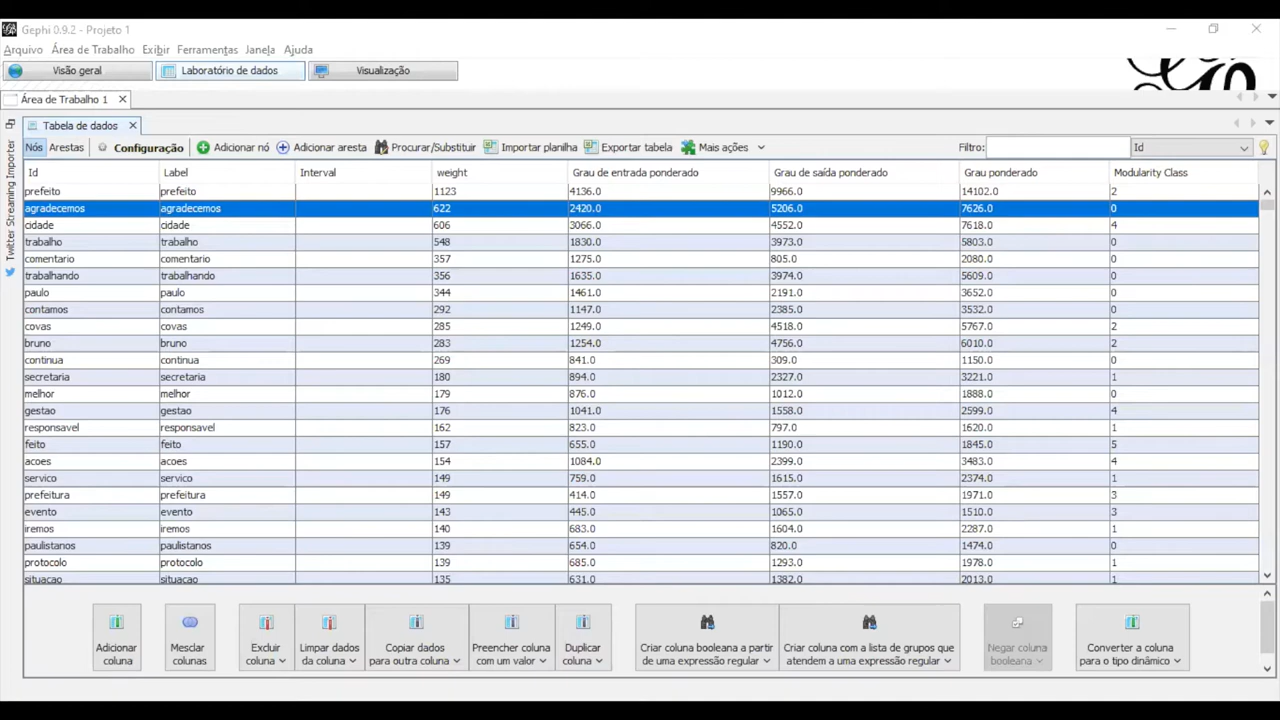 Gephi 0.9.2 - Projeto 1
Arquivo Área de Trabalho Exibir Ferramentas Janela Ajuda
Visão geral Laboratório de dados Visualização
Área de Trabalho 1
Tabela de dados
Nós Arestas Configuração Adicionar nó Adicionar aresta Procurar/Substituir Importar planilha Exportar tabela Mais ações Filtro: Id
Twitter Streaming Importer
Id Label Interval weight Grau de entrada ponderado Grau de saída ponderado Grau ponderado Modularity Class
prefeito prefeito 1123 4136.0 9966.0 14102.0 2
agradecemos agradecemos 622 2420.0 5206.0 7626.0 0
cidade cidade 606 3066.0 4552.0 7618.0 4
trabalho trabalho 548 1830.0 3973.0 5803.0 0
comentario comentario 357 1275.0 805.0 2080.0 0
trabalhando trabalhando 356 1635.0 3974.0 5609.0 0
paulo paulo 344 1461.0 2191.0 3652.0 0
contamos contamos 292 1147.0 2385.0 3532.0 0
covas covas 285 1249.0 4518.0 5767.0 2
bruno bruno 283 1254.0 4756.0 6010.0 2
continua continua 269 841.0 309.0 1150.0 0
secretaria secretaria 180 894.0 2327.0 3221.0 1
melhor melhor 179 876.0 1012.0 1888.0 0
gestao gestao 176 1041.0 1558.0 2599.0 4
responsavel responsavel 162 823.0 797.0 1620.0 1
feito feito 157 655.0 1190.0 1845.0 5
acoes acoes 154 1084.0 2399.0 3483.0 4
servico servico 149 759.0 1615.0 2374.0 1
prefeitura prefeitura 149 414.0 1557.0 1971.0 3
evento evento 143 445.0 1065.0 1510.0 3
iremos iremos 140 683.0 1604.0 2287.0 1
paulistanos paulistanos 139 654.0 820.0 1474.0 0
protocolo protocolo 139 685.0 1293.0 1978.0 1
situacao situacao 135 631.0 1382.0 2013.0 1
Adicionar coluna
Mesclar colunas
Excluir coluna
Limpar dados da coluna
Copiar dados para outra coluna
Preencher coluna com um valor
Duplicar coluna
Criar coluna booleana a partir de uma expressão regular
Criar coluna com a lista de grupos que atendem a uma expressão regular
Negar coluna booleana
Converter a coluna para o tipo dinâmico